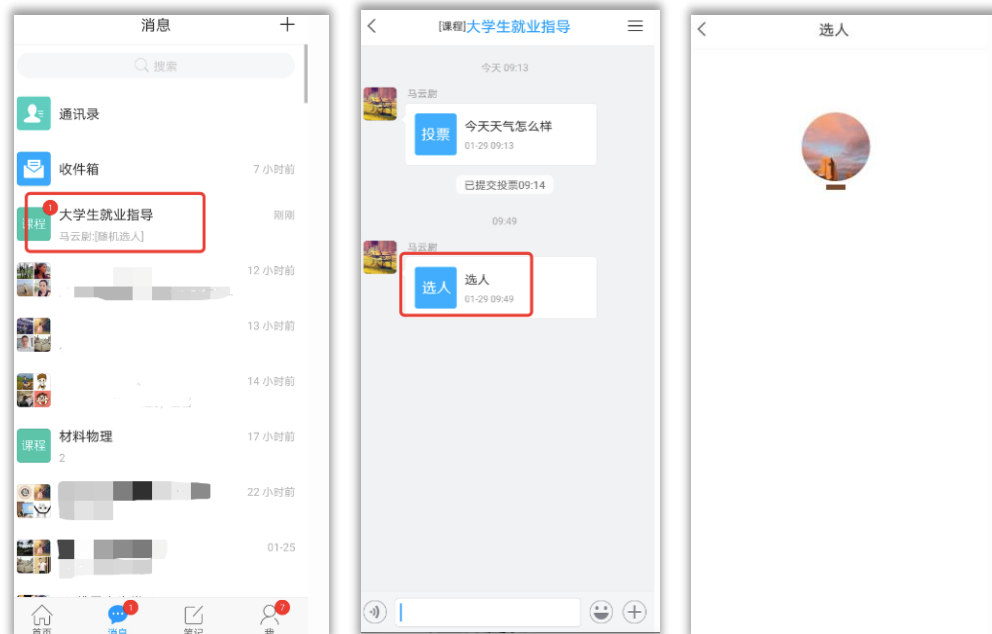 消息
搜索
通讯录
收件箱
7 小时前
课程
1
大学生就业指导
刚刚
马云尉:[随机选人]
12 小时前
13 小时前
14 小时前
课程
材料物理
17 小时前
2
22 小时前
01-25
首页
消息
1
笔记
我
?
[课程]大学生就业指导
今天 09:13
马云尉
投票
今天天气怎么样
01-29 09:13
已提交投票09:14
09:49
马云尉
选人
选人
01-29 09:49
选人